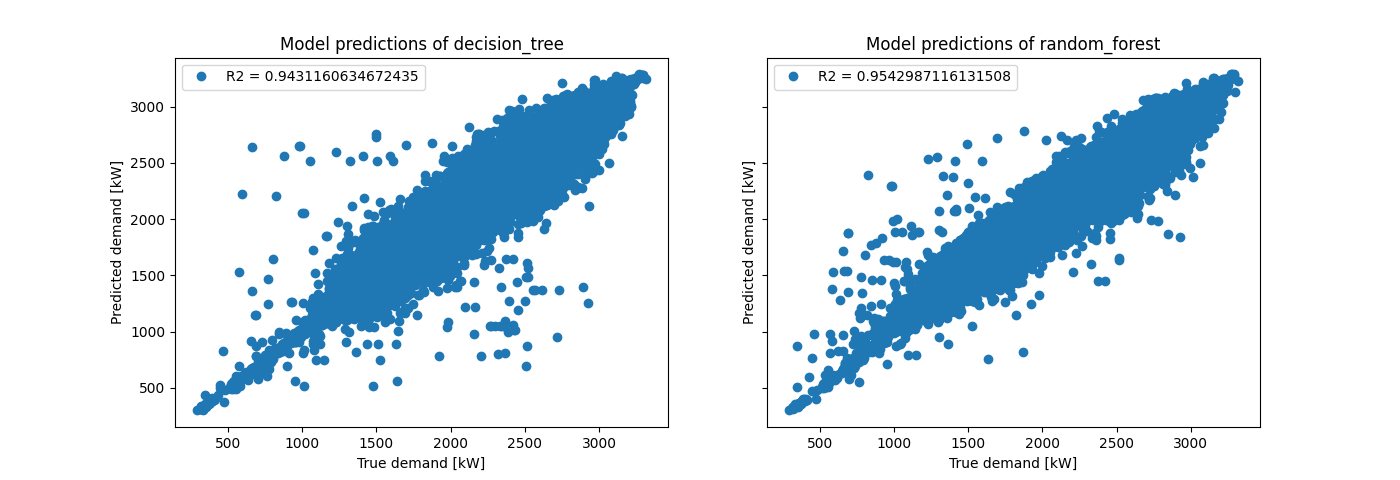 Model predictions of decision_tree
R2 = 0.9431160634672435
3000
2500
2000
1500
1000
500
Predicted demand [kW]
500 1000 1500 2000 2500 3000
True demand [kW]
Model predictions of random_forest
R2 = 0.9542987116131508
Predicted demand [kW]
500 1000 1500 2000 2500 3000
True demand [kW]